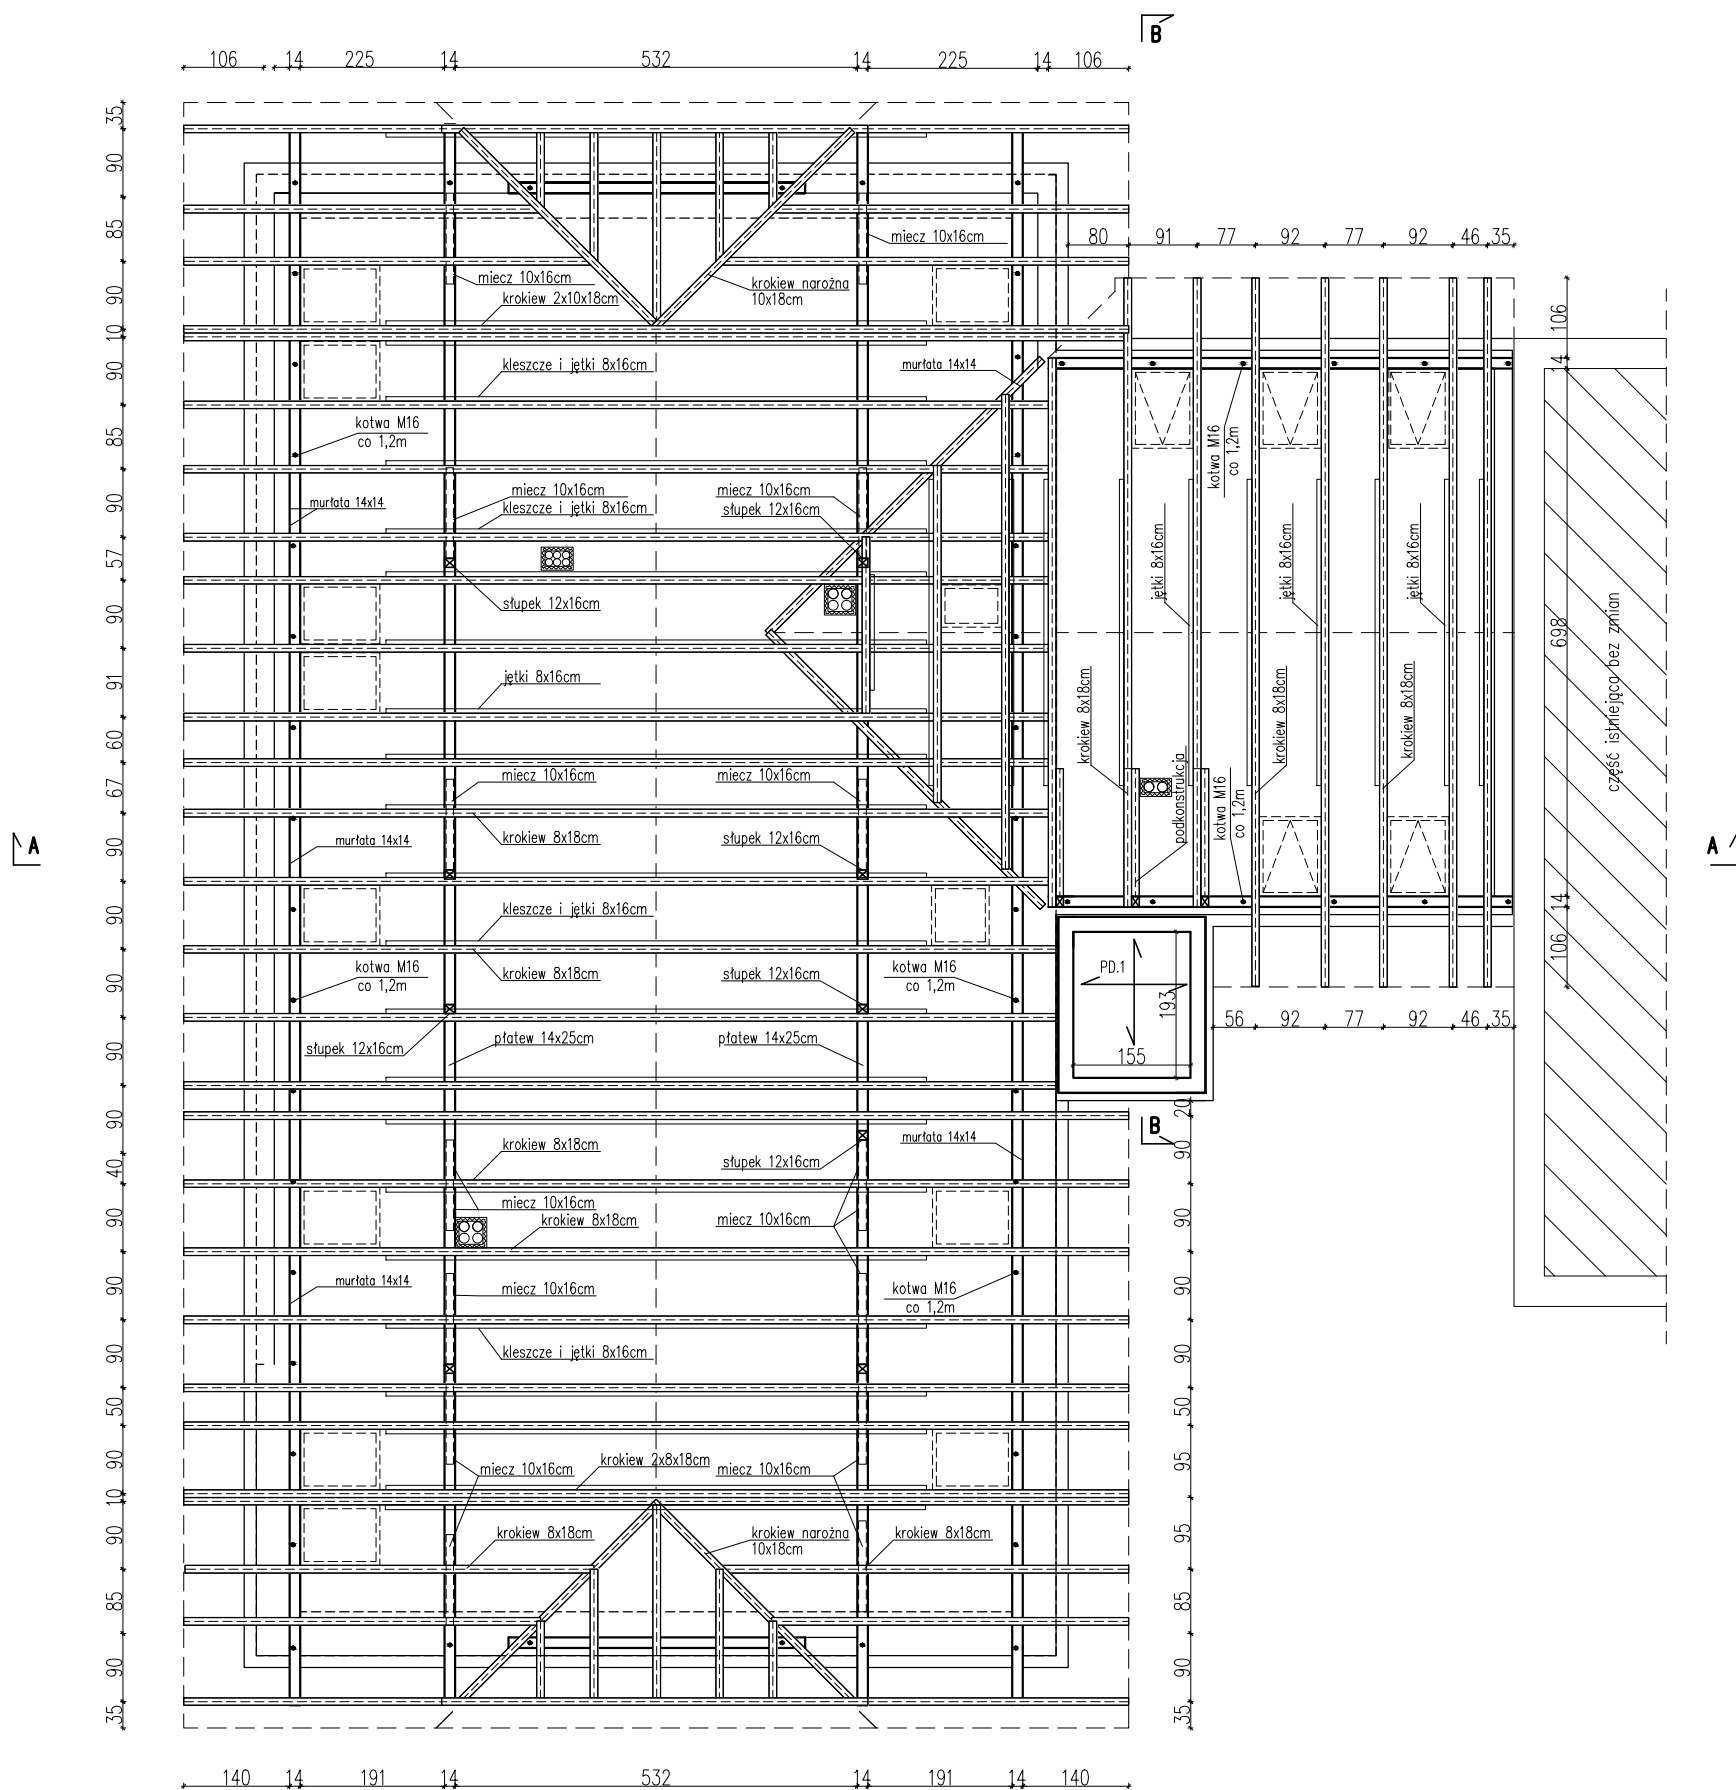 B
106 14 225 14 532 14 225 14 106
35
90
85
90
10
90
85
90
57
90
91
60
67
90
90
90
90
90
40
90
90
90
50
90
10
90
85
90
35
80 91 77 92 77 92 46 35
miecz 10x16cm
miecz 10x16cm
krokiew 2x10x18cm
krokiew narożna
10x18cm
106
14
698
14
106
kleszcze i jętki 8x16cm
murłata 14x14
kotwa M16
co 1,2m
kotwa M16
co 1,2m
murłata 14x14
miecz 10x16cm
kleszcze i jętki 8x16cm
miecz 10x16cm
słupek 12x16cm
jętki 8x16cm
jętki 8x16cm
jętki 8x16cm
słupek 12x16cm
część istniejąca bez zmian
jętki 8x16cm
krokiew 8x18cm
krokiew 8x18cm
krokiew 8x18cm
podkonstrukcja
kotwa M16
co 1,2m
miecz 10x16cm
miecz 10x16cm
A
murłata 14x14
krokiew 8x18cm
słupek 12x16cm
A
kleszcze i jętki 8x16cm
kotwa M16
co 1,2m
krokiew 8x18cm
słupek 12x16cm
kotwa M16
co 1,2m
PD.1
193
155
56 92 77 92 46 35
słupek 12x16cm
płatew 14x25cm
płatew 14x25cm
B
20
90
90
90
90
50
95
95
85
90
35
krokiew 8x18cm
słupek 12x16cm
murłata 14x14
miecz 10x16cm
krokiew 8x18cm
miecz 10x16cm
murłata 14x14
miecz 10x16cm
kotwa M16
co 1,2m
kleszcze i jętki 8x16cm
miecz 10x16cm
krokiew 2x8x18cm
miecz 10x16cm
krokiew 8x18cm
krokiew narożna
10x18cm
krokiew 8x18cm
140 14 191 14 532 14 191 14 140